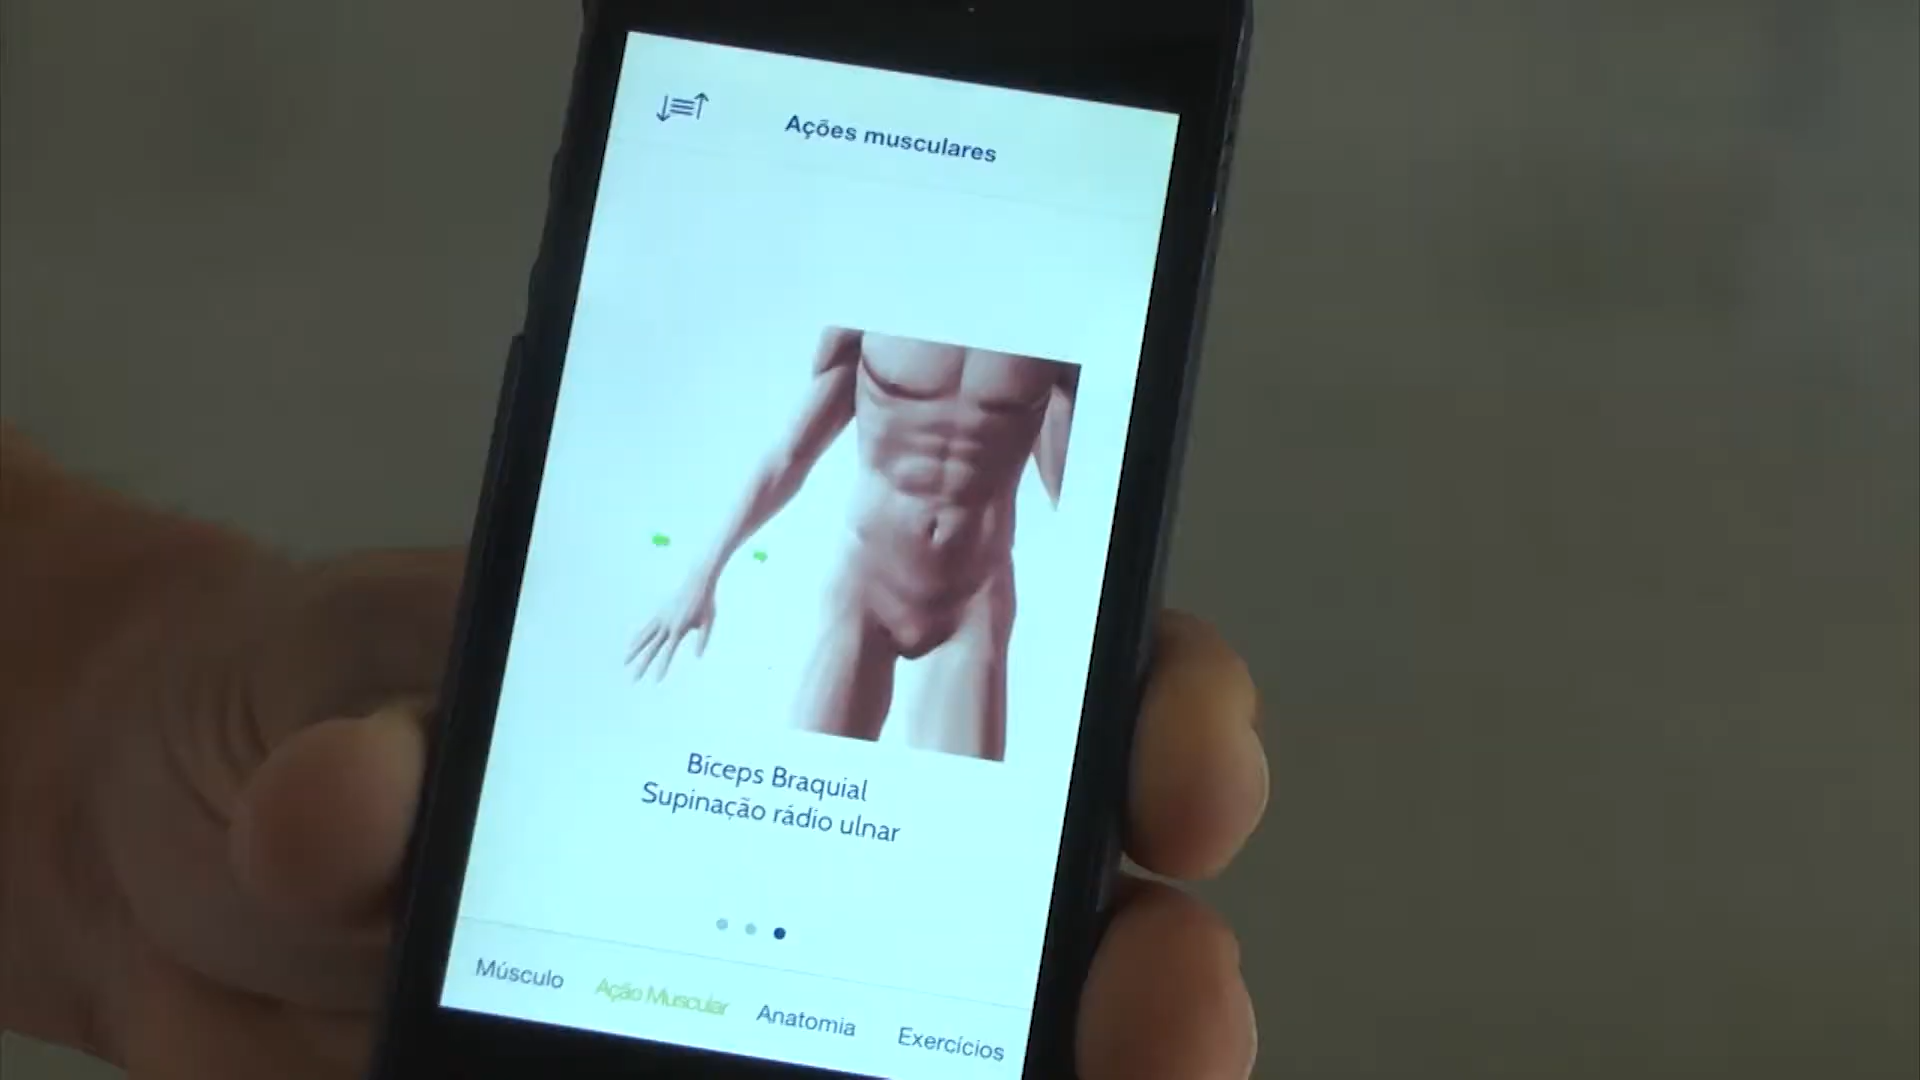 Ações musculares
Bíceps Braquial
Supinação rádio ulnar
Músculo
Ação Muscular
Anatomia
Exercícios